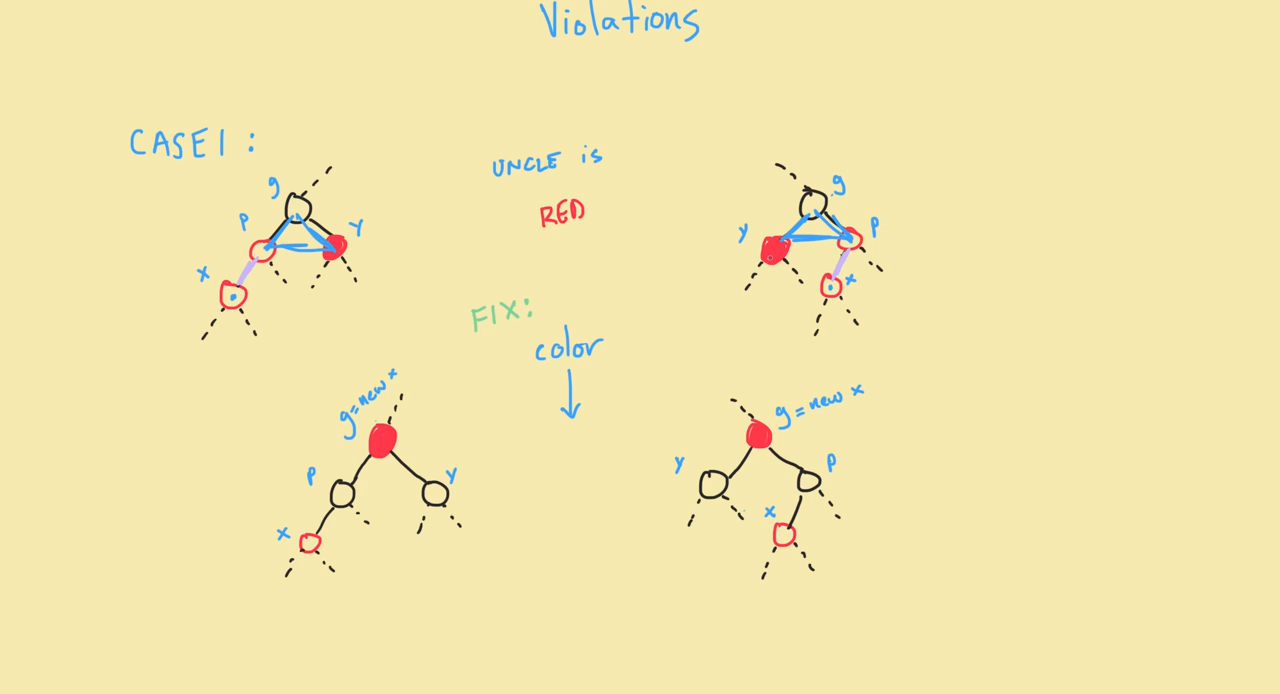 Violations
CASE 1 :
UNCLE is
RED
g
P
Y
X
g
Y
P
X
FIX:
color
g = new x
P
Y
X
g = new x
Y
P
X